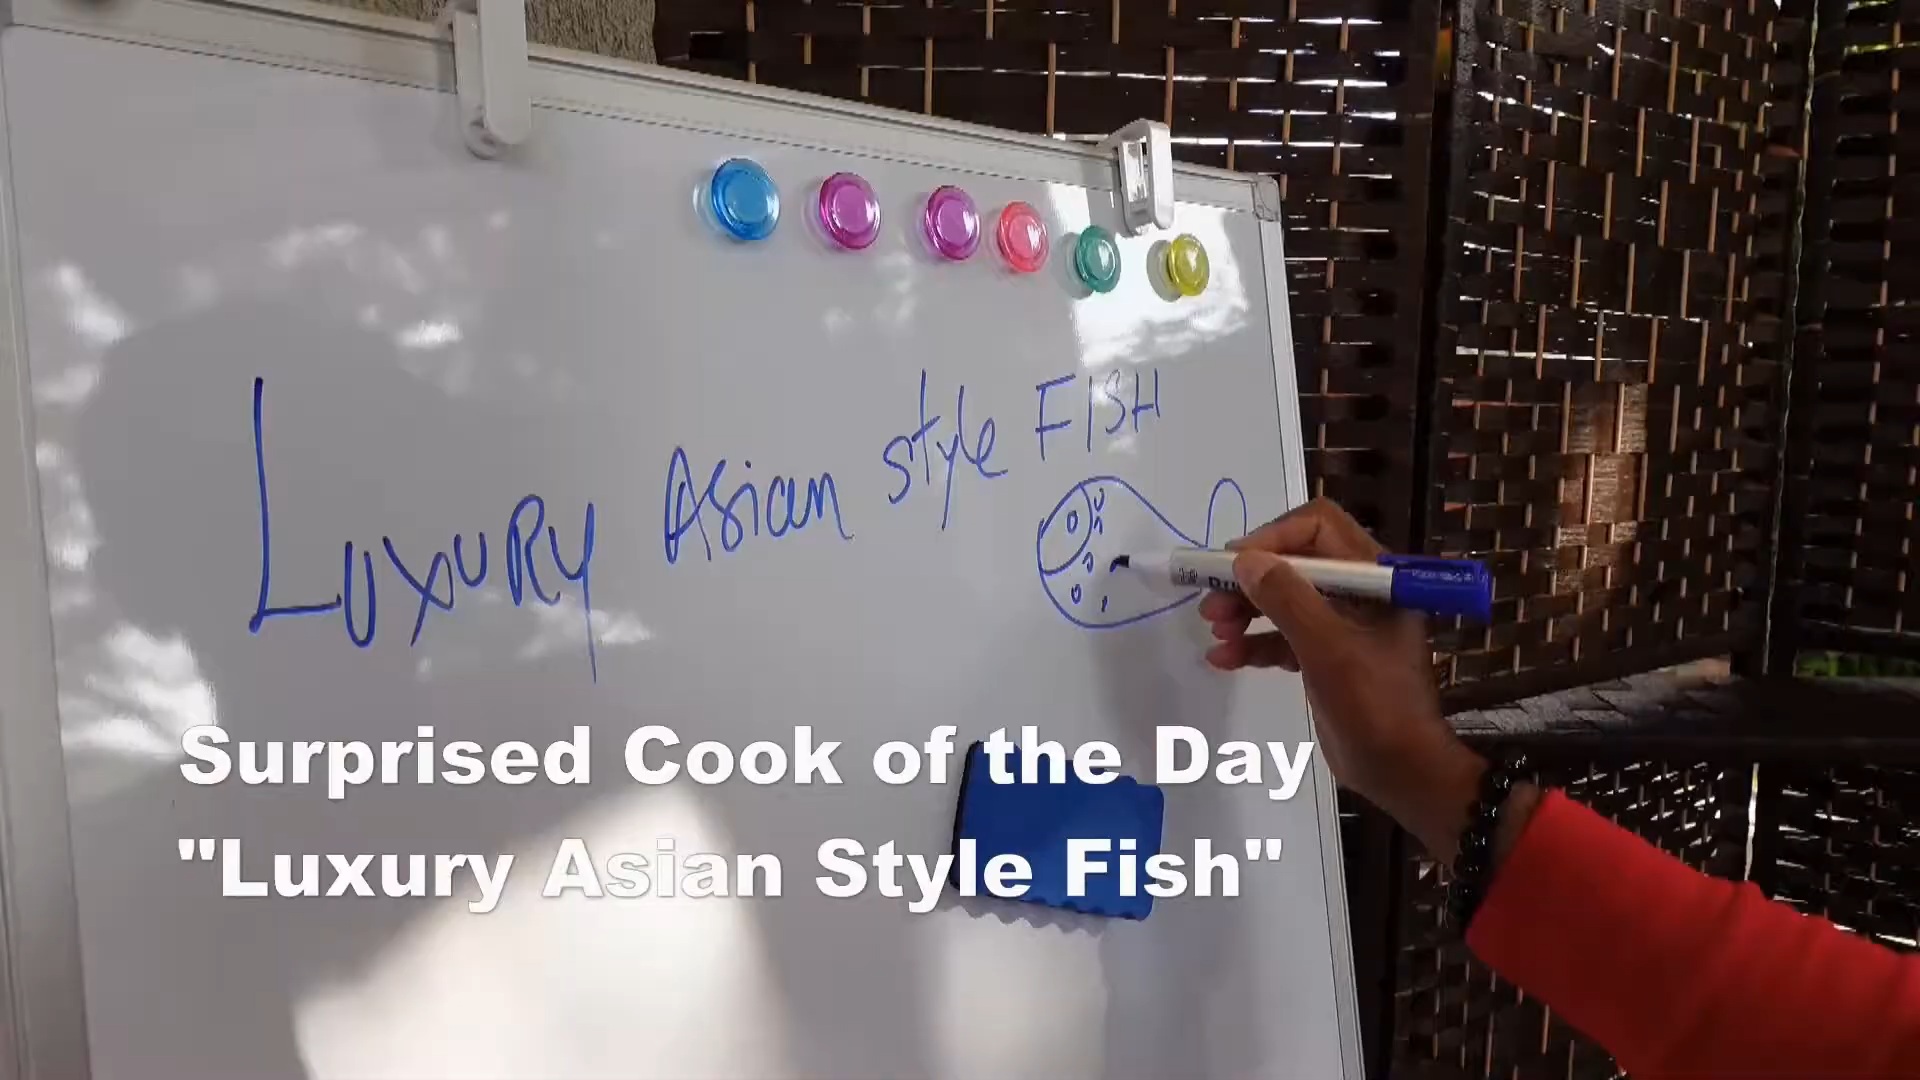 Luxury Asian style FISH
Surprised Cook of the Day
"Luxury Asian Style Fish"